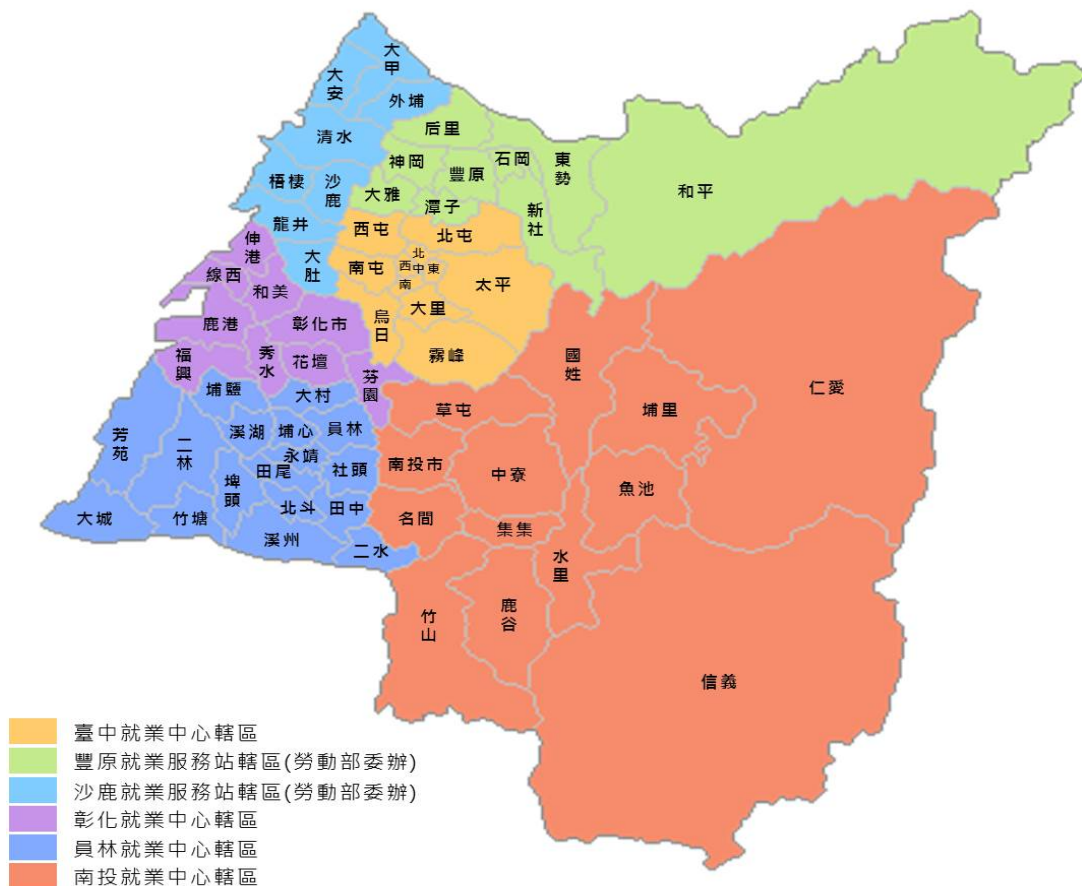 大甲
大安
外埔
清水
后里
神岡
豐原
石岡
東勢
和平
梧棲
沙鹿
大雅
潭子
新社
龍井
西屯
北屯
伸港
大肚
南屯
北
西中東
南
太平
線西
和美
大里
鹿港
彰化市
烏日
霧峰
福興
秀水
花壇
芬園
國姓
仁愛
埔鹽
大村
草屯
埔里
芳苑
二林
溪湖
埔心
員林
永靖
田尾
社頭
南投市
中寮
魚池
埤頭
北斗
田中
名間
集集
大城
竹塘
溪州
二水
水里
竹山
鹿谷
信義
臺中就業中心轄區
豐原就業服務站轄區(勞動部委辦)
沙鹿就業服務站轄區(勞動部委辦)
彰化就業中心轄區
員林就業中心轄區
南投就業中心轄區